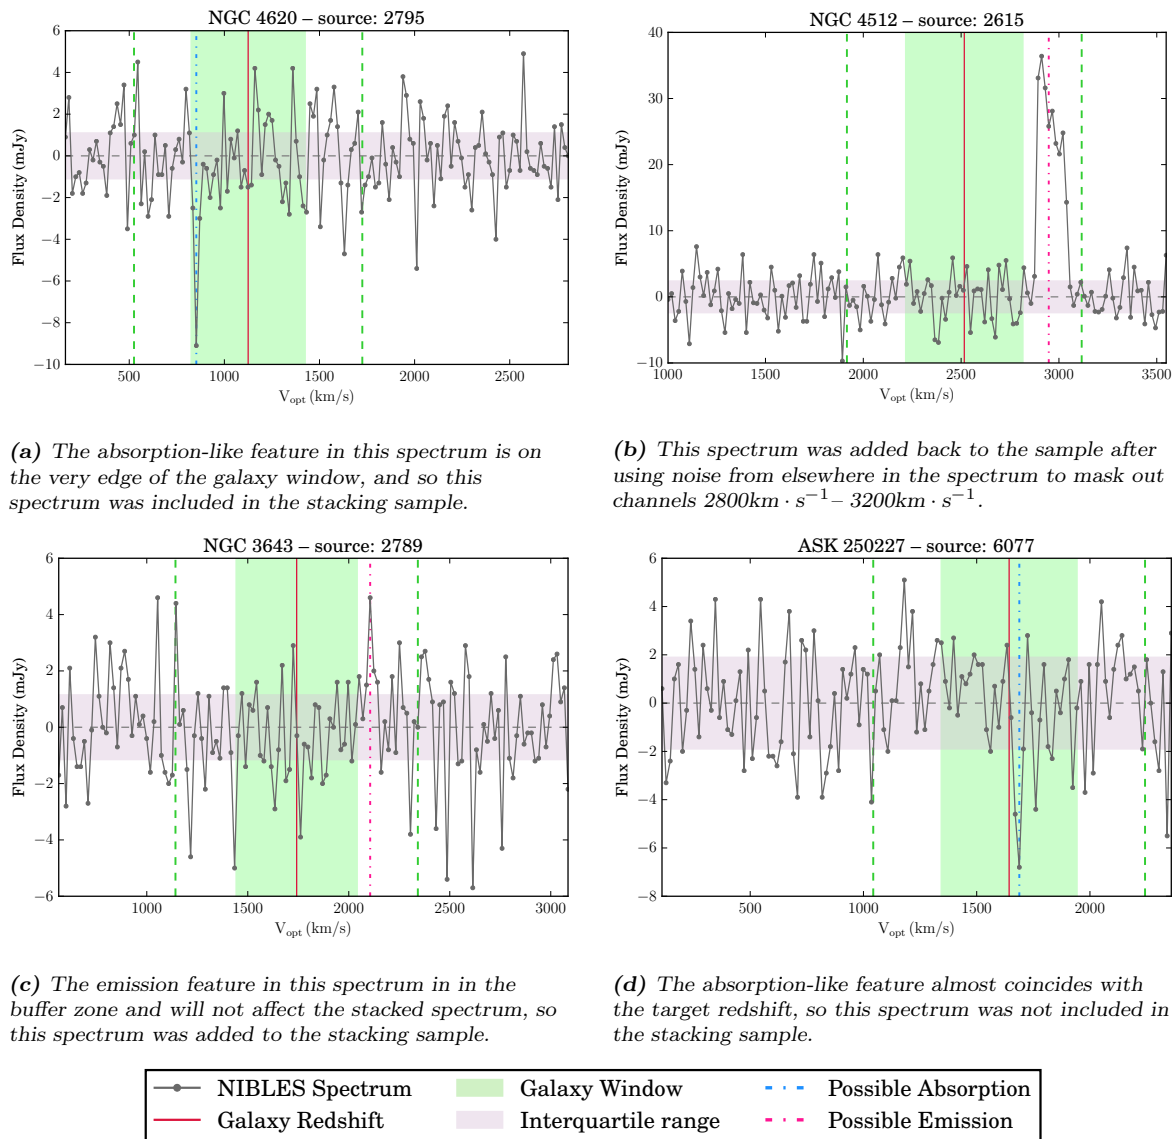 NGC 4620 – source: 2795
6
4
2
0
−2
−4
−6
−8
−10
Flux Density (mJy)
500
1000
1500
2000
2500
V_opt (km/s)
(a) The absorption-like feature in this spectrum is on
the very edge of the galaxy window, and so this
spectrum was included in the stacking sample.
NGC 4512 – source: 2615
40
30
20
10
0
−10
Flux Density (mJy)
1000
1500
2000
2500
3000
3500
V_opt (km/s)
(b) This spectrum was added back to the sample after
using noise from elsewhere in the spectrum to mask out
channels 2800km · s⁻¹– 3200km · s⁻¹.
NGC 3643 – source: 2789
6
4
2
0
−2
−4
−6
Flux Density (mJy)
1000
1500
2000
2500
3000
V_opt (km/s)
(c) The emission feature in this spectrum in in the
buffer zone and will not affect the stacked spectrum, so
this spectrum was added to the stacking sample.
ASK 250227 – source: 6077
6
4
2
0
−2
−4
−6
−8
Flux Density (mJy)
500
1000
1500
2000
V_opt (km/s)
(d) The absorption-like feature almost coincides with
the target redshift, so this spectrum was not included in
the stacking sample.
NIBLES Spectrum
Galaxy Window
Possible Absorption
Galaxy Redshift
Interquartile range
Possible Emission